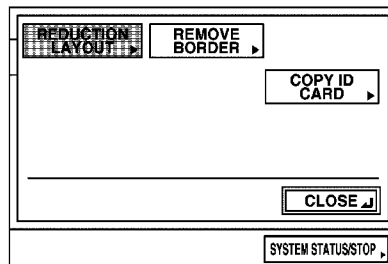 REDUCTION
LAYOUT
REMOVE
BORDER
COPY ID
CARD
CLOSE
SYSTEM STATUS/STOP